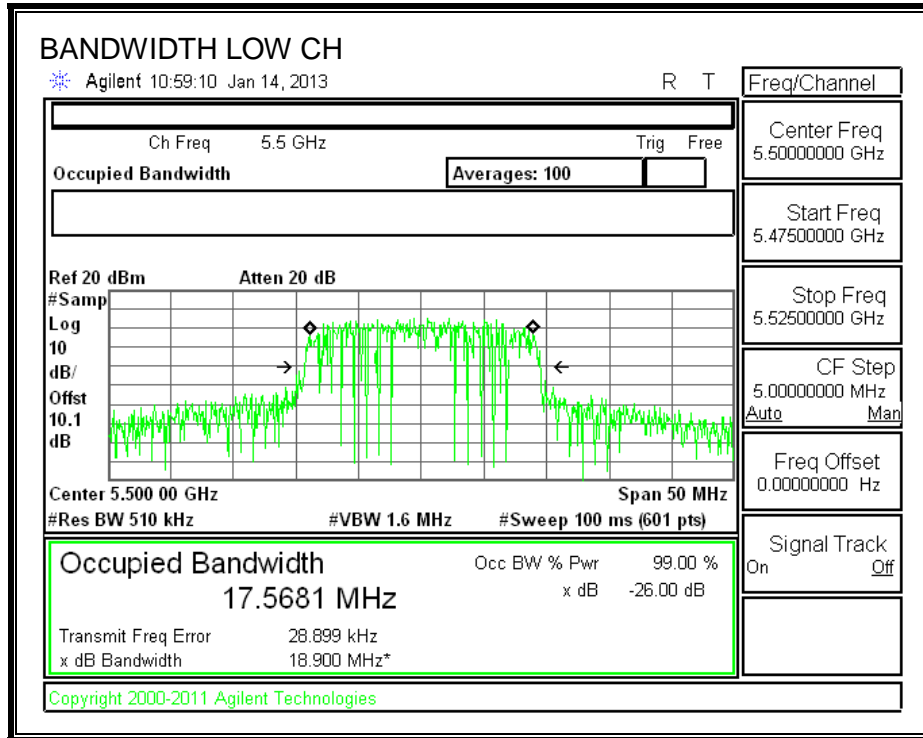 BANDWIDTH LOW CH
Agilent 10:59:10 Jan 14, 2013 R T
Freq/Channel
Ch Freq 5.5 GHz Trig Free
Occupied Bandwidth Averages: 100
Center Freq
5.50000000 GHz
Start Freq
5.47500000 GHz
Stop Freq
5.52500000 GHz
CF Step
5.00000000 MHz
Auto Man
Freq Offset
0.00000000 Hz
Signal Track
On Off
Ref 20 dBm Atten 20 dB
#Samp
Log
10
dB/
Offst
10.1
dB
Center 5.500 00 GHz Span 50 MHz
#Res BW 510 kHz #VBW 1.6 MHz #Sweep 100 ms (601 pts)
Occupied Bandwidth Occ BW % Pwr 99.00 %
17.5681 MHz x dB -26.00 dB
Transmit Freq Error 28.899 kHz
x dB Bandwidth 18.900 MHz*
Copyright 2000-2011 Agilent Technologies